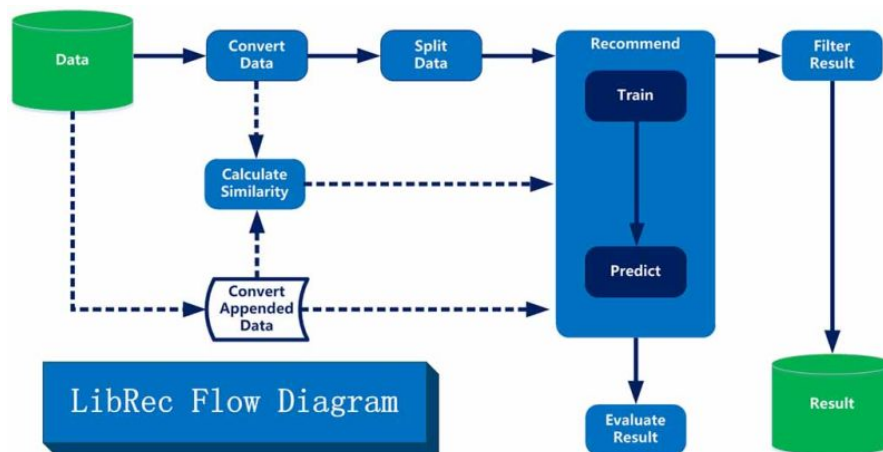 Data
Convert
Data
Split
Data
Recommend
Filter
Result
Train
Calculate
Similarity
Predict
Convert
Appended
Data
LibRec Flow Diagram
Evaluate
Result
Result